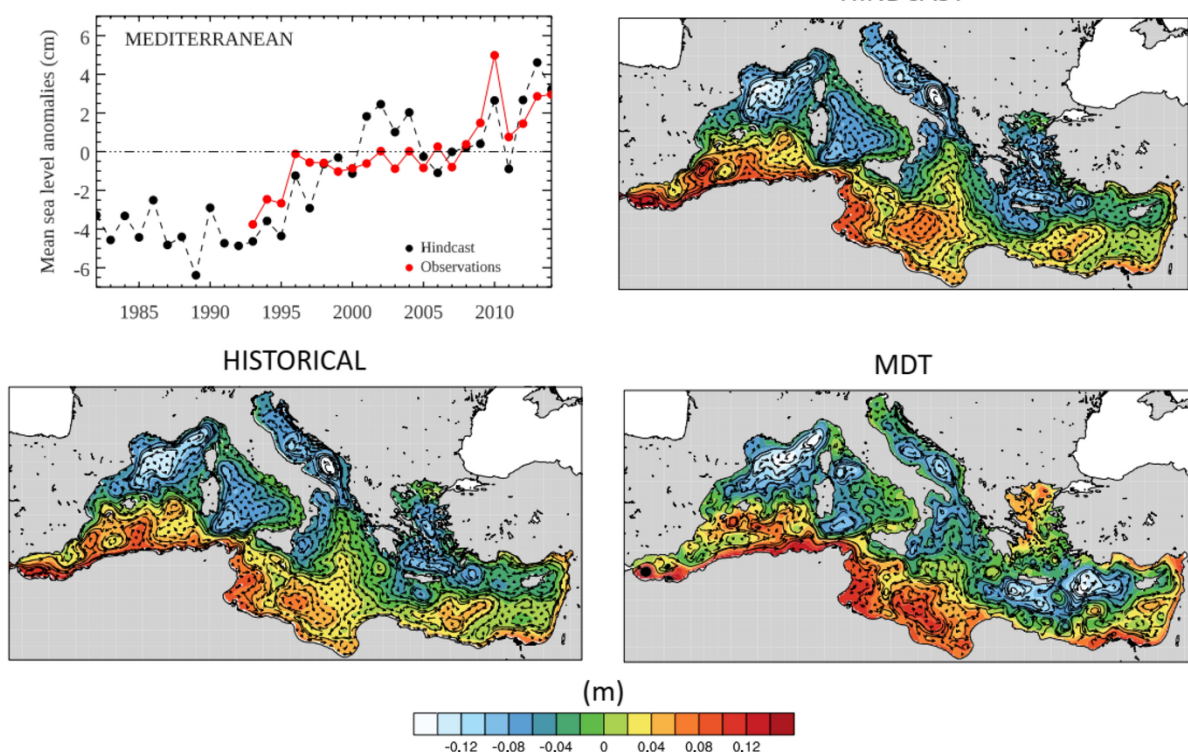 MEDITERRANEAN
Mean sea level anomalies (cm)
6
4
2
0
-2
-4
-6
Hindcast
Observations
1985 1990 1995 2000 2005 2010
HISTORICAL
MDT
(m)
-0.12 -0.08 -0.04 0 0.04 0.08 0.12